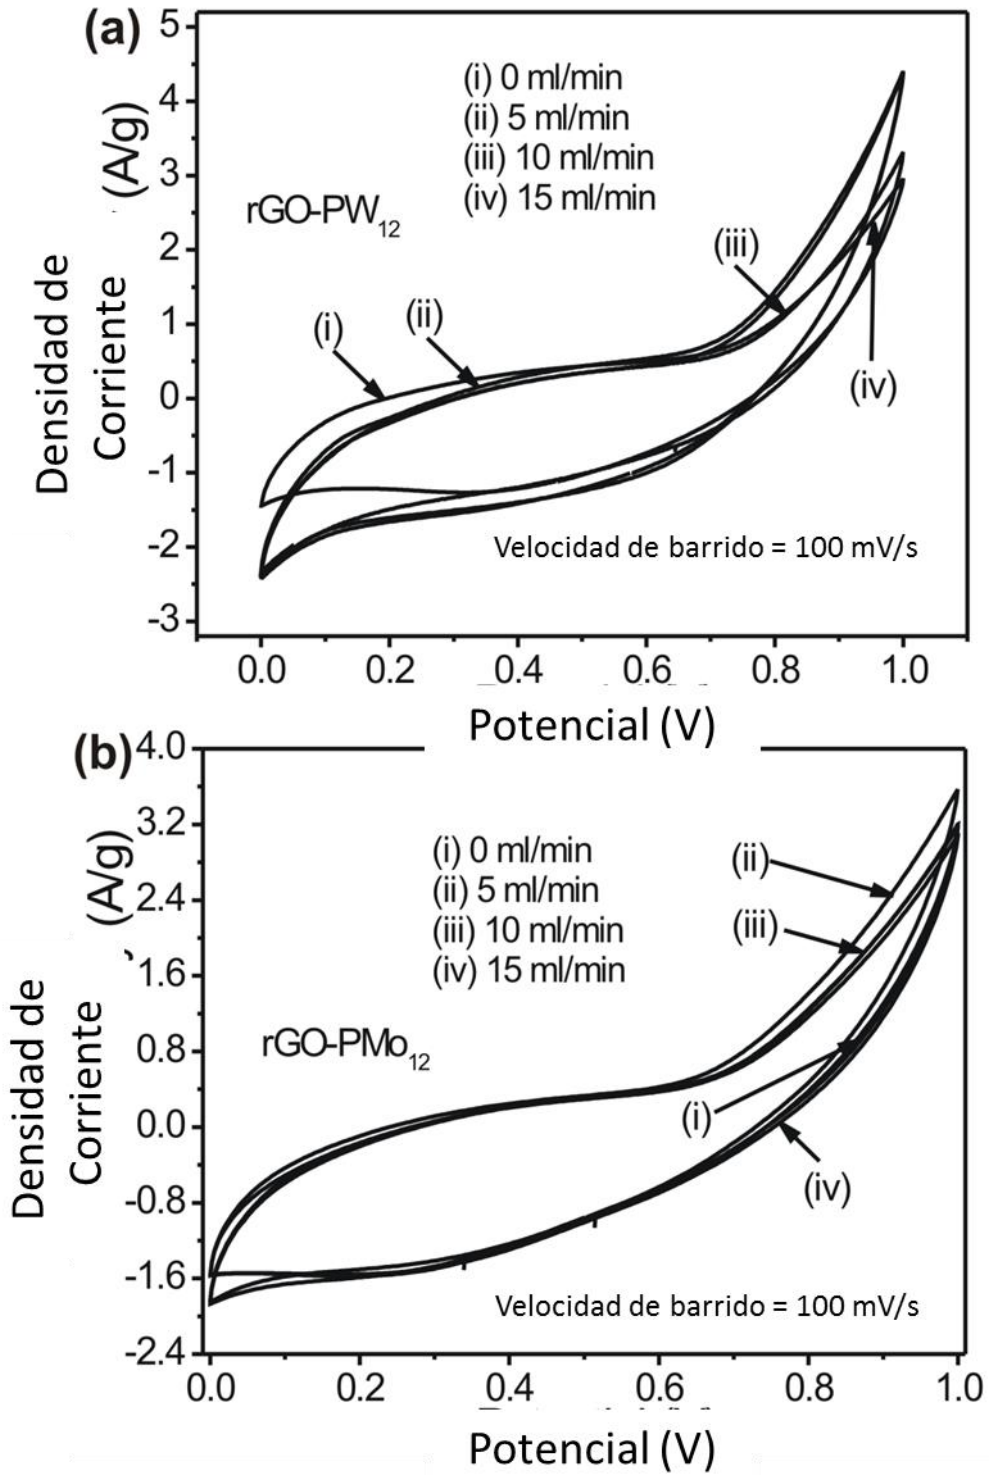 (a)
5
4
3
2
1
0
-1
-2
-3
Densidad de
Corriente
(A/g)
(i) 0 ml/min
(ii) 5 ml/min
(iii) 10 ml/min
(iv) 15 ml/min
rGO-PW12
(i)
(ii)
(iii)
(iv)
Velocidad de barrido = 100 mV/s
0.0 0.2 0.4 0.6 0.8 1.0
Potencial (V)
(b)
4.0
3.2
2.4
1.6
0.8
0.0
-0.8
-1.6
-2.4
Densidad de
Corriente
(A/g)
(i) 0 ml/min
(ii) 5 ml/min
(iii) 10 ml/min
(iv) 15 ml/min
rGO-PMo12
(ii)
(iii)
(i)
(iv)
Velocidad de barrido = 100 mV/s
0.0 0.2 0.4 0.6 0.8 1.0
Potencial (V)